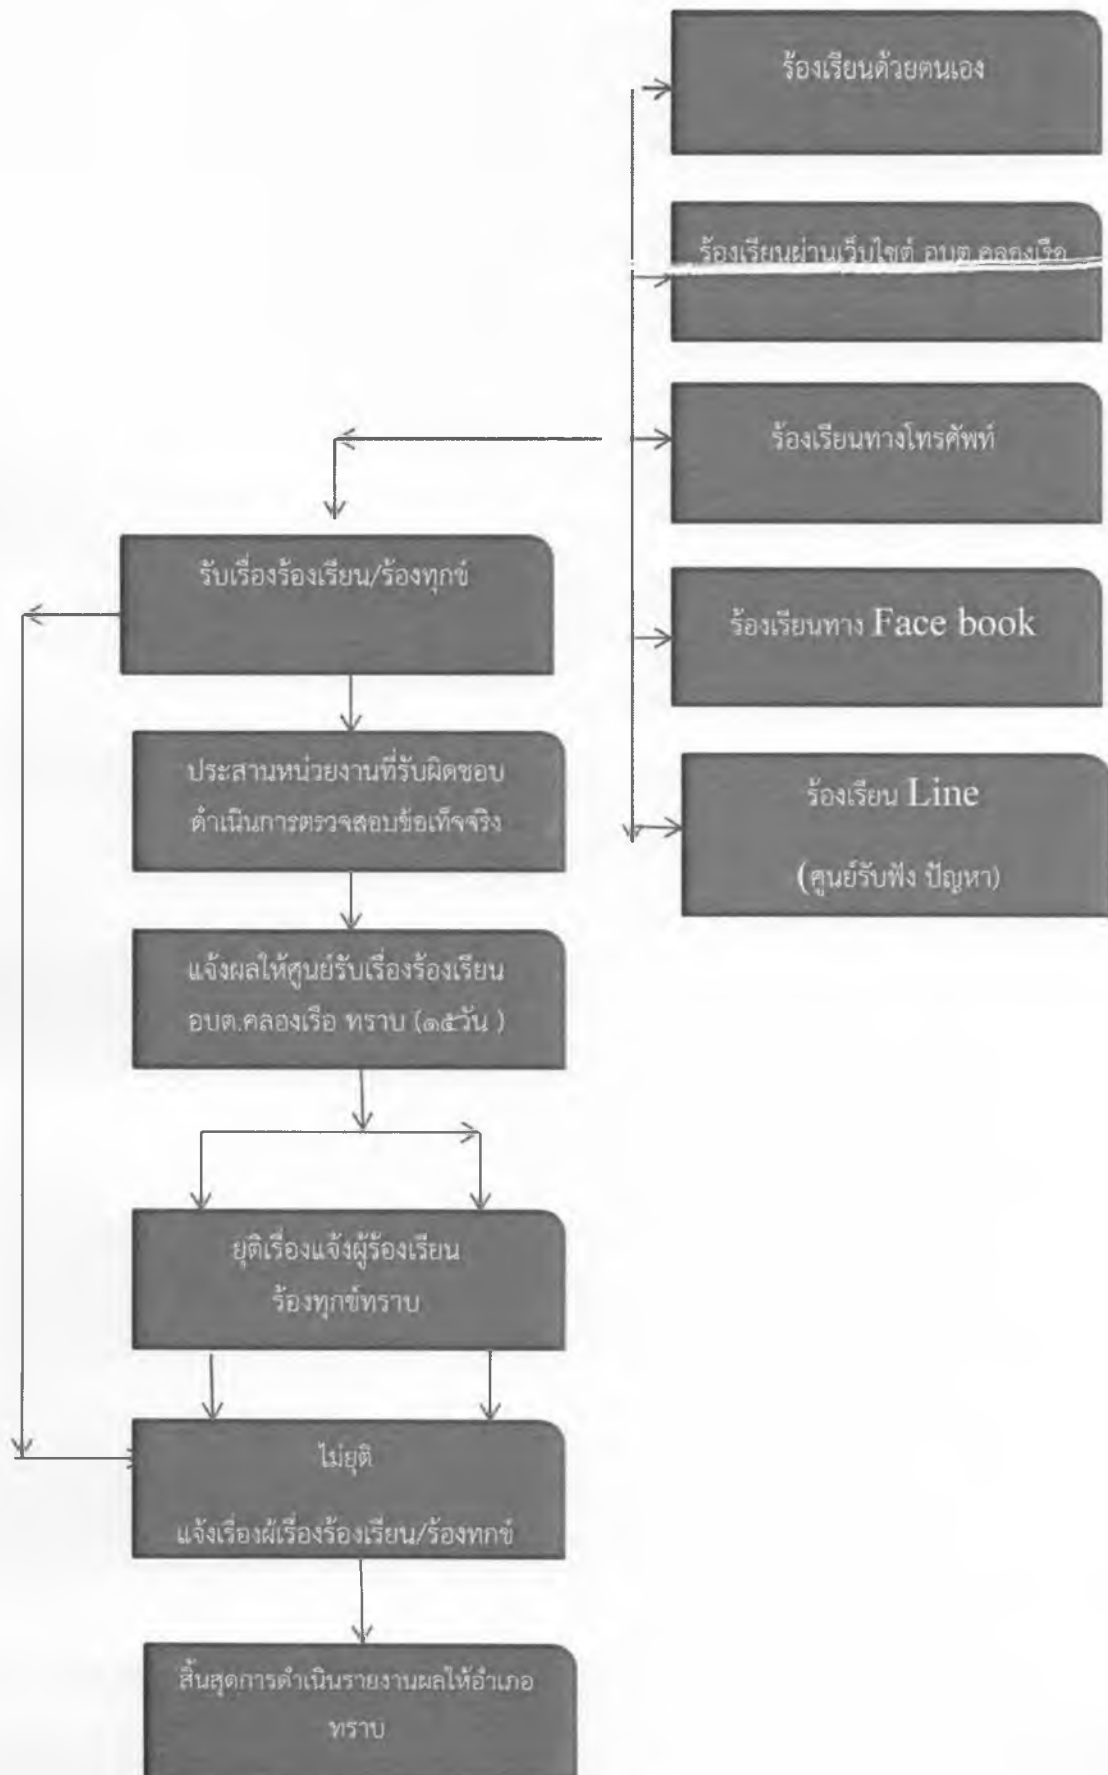 ร้องเรียนด้วยตนเอง
ร้องเรียนผ่านเว็บไซต์ อบต.คลองเรือ
ร้องเรียนทางโทรศัพท์
ร้องเรียนทาง Face book
ร้องเรียน Line
(ศูนย์รับฟัง ปัญหา)
รับเรื่องร้องเรียน/ร้องทุกข์
ประสานหน่วยงานที่รับผิดชอบ
ดำเนินการตรวจสอบข้อเท็จจริง
แจ้งผลให้ศูนย์รับเรื่องร้องเรียน
อบต.คลองเรือ ทราบ (๑๕วัน )
ยุติเรื่องแจ้งผู้ร้องเรียน
ร้องทุกข์ทราบ
ไม่ยุติ
แจ้งเรื่องผู้เรื่องร้องเรียน/ร้องทุกข์
สิ้นสุดการดำเนินรายงานผลให้อำเภอ
ทราบ